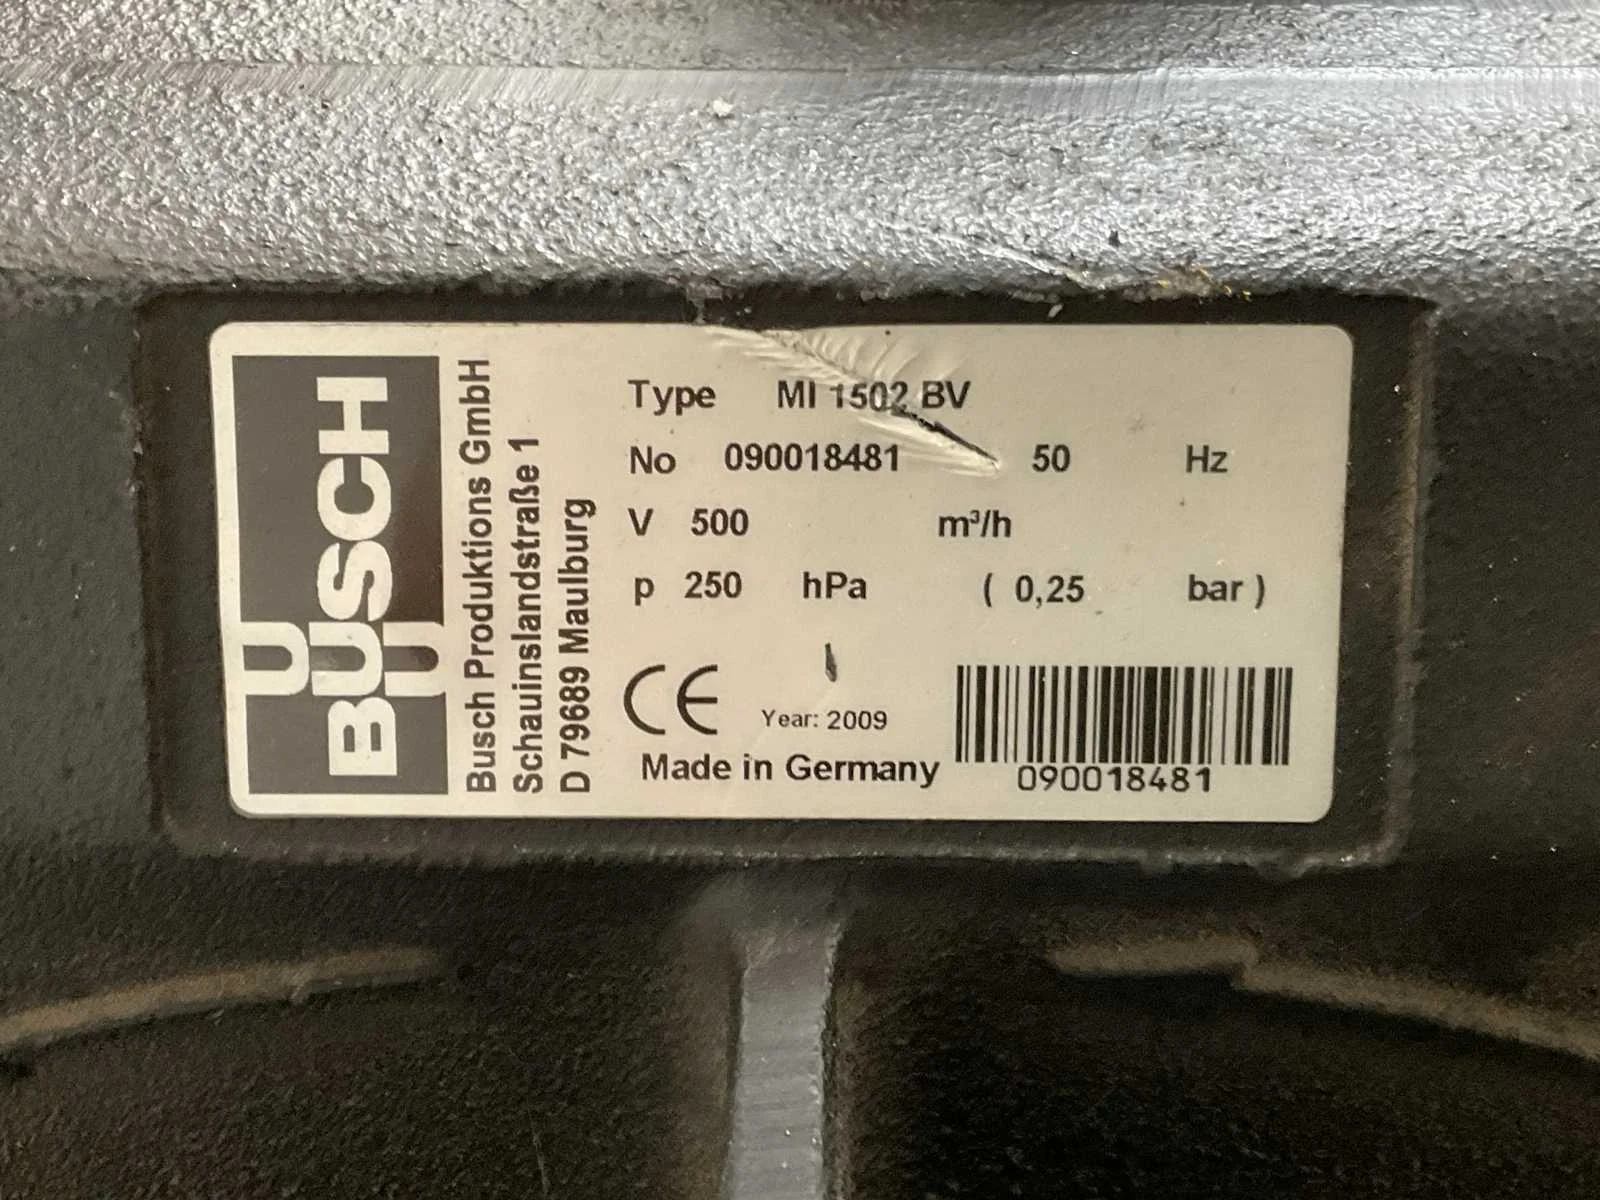 BUSCH
Busch Produktions GmbH
Schauinslandstraße 1
D 79689 Maulburg
Type MI 1502 BV
No 090018481 50 Hz
V 500 m³/h
p 250 hPa ( 0,25 bar )
CE Year: 2009
Made in Germany
090018481